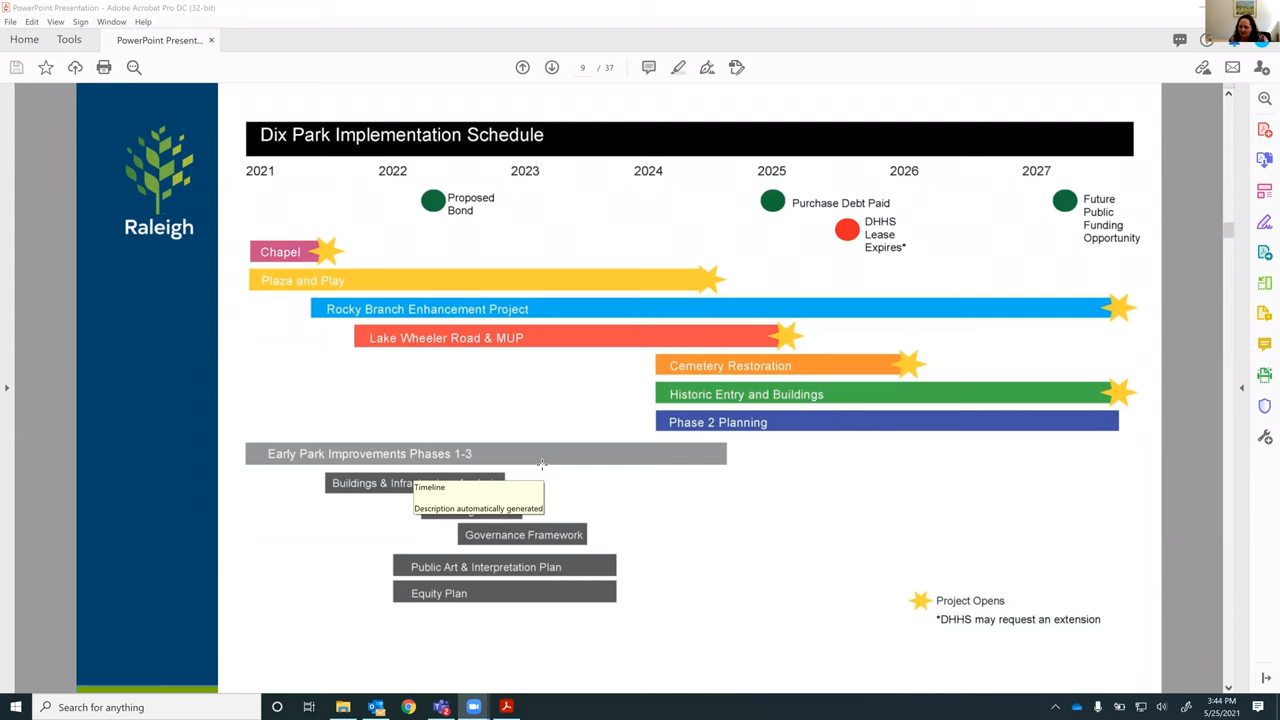 PowerPoint Presentation - Adobe Acrobat Pro DC (32-bit)
File Edit View Sign Window Help
Home Tools PowerPoint Present... ×
9 / 37
Dix Park Implementation Schedule
2021 2022 2023 2024 2025 2026 2027
Proposed
Bond
Purchase Debt Paid
DHHS
Lease
Expires*
Future
Public
Funding
Opportunity
Raleigh
Chapel
Plaza and Play
Rocky Branch Enhancement Project
Lake Wheeler Road & MUP
Cemetery Restoration
Historic Entry and Buildings
Phase 2 Planning
Early Park Improvements Phases 1-3
Buildings & Infra
Timeline
Description automatically generated
Governance Framework
Public Art & Interpretation Plan
Equity Plan
Project Opens
*DHHS may request an extension
Search for anything
3:44 PM
5/25/2021